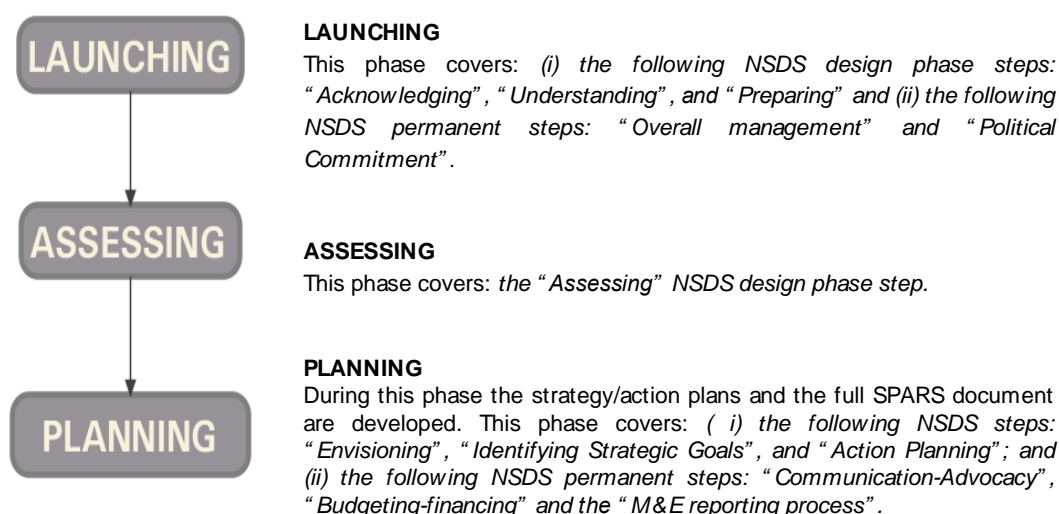 LAUNCHING
LAUNCHING
This phase covers: (i) the following NSDS design phase steps:
“Acknowledging”, “Understanding”, and “Preparing” and (ii) the following
NSDS permanent steps: “Overall management” and “Political
Commitment”.
ASSESSING
ASSESSING
This phase covers: the “Assessing” NSDS design phase step.
PLANNING
PLANNING
During this phase the strategy/action plans and the full SPARS document
are developed. This phase covers: ( i) the following NSDS steps:
“Envisioning”, “Identifying Strategic Goals”, and “Action Planning”; and
(ii) the following NSDS permanent steps: “Communication-Advocacy”,
“Budgeting-financing” and the “M&E reporting process”.